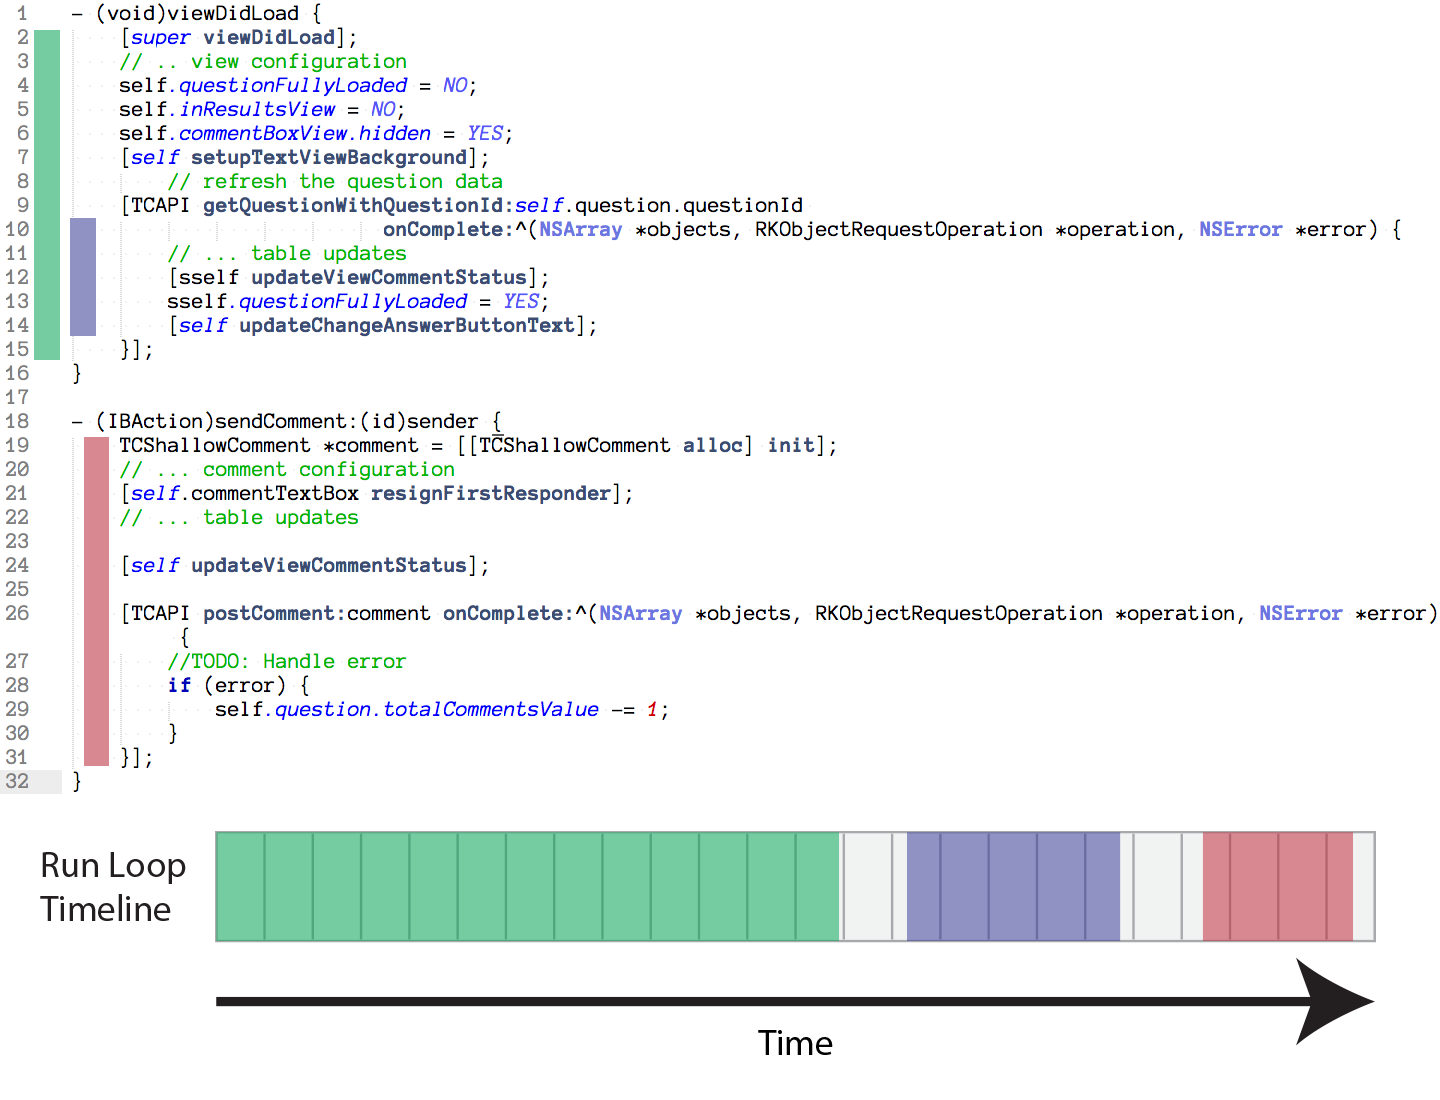 1 - (void)viewDidLoad {
2 [super viewDidLoad];
3 // .. view configuration
4 self.questionFullyLoaded = NO;
5 self.inResultsView = NO;
6 self.commentBoxView.hidden = YES;
7 [self setupTextViewBackground];
8 // refresh the question data
9 [TCAPI getQuestionWithQuestionId:self.question.questionId
10 onComplete:^(NSArray *objects, RKObjectRequestOperation *operation, NSError *error) {
11 // ... table updates
12 [sself updateViewCommentStatus];
13 sself.questionFullyLoaded = YES;
14 [self updateChangeAnswerButtonText];
15 }];
16 }
17
18 - (IBAction)sendComment:(id)sender {
19 TCShallowComment *comment = [[TCShallowComment alloc] init];
20 // ... comment configuration
21 [self.commentTextBox resignFirstResponder];
22 // ... table updates
23
24 [self updateViewCommentStatus];
25
26 [TCAPI postComment:comment onComplete:^(NSArray *objects, RKObjectRequestOperation *operation, NSError *error)
{
27 //TODO: Handle error
28 if (error) {
29 self.question.totalCommentsValue -= 1;
30 }
31 }];
32 }
Run Loop
Timeline
Time